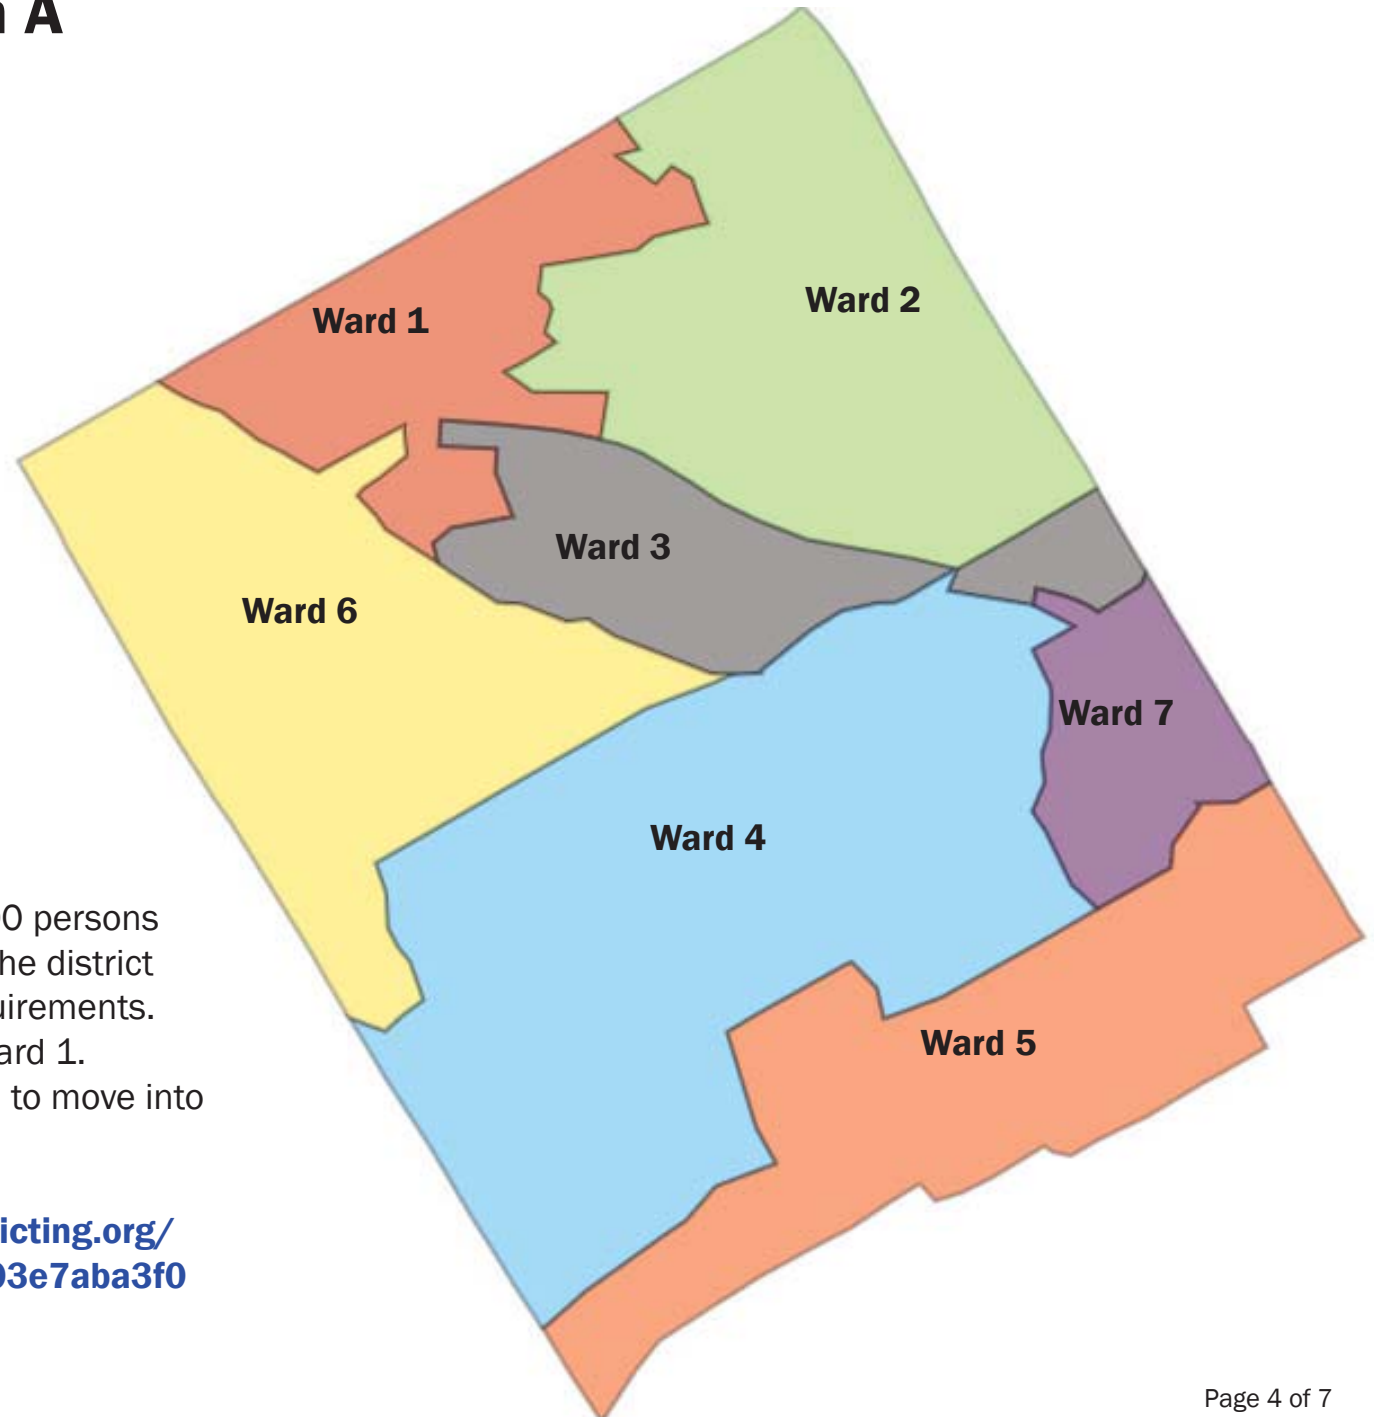 A
Ward 2
Ward 1
Ward 3
Ward 6
Ward 7
Ward 4
0 persons
he district
uirements.
ard 1.
to move into
Ward 5
icting.org/
93e7aba3f0
Page 4 of 7